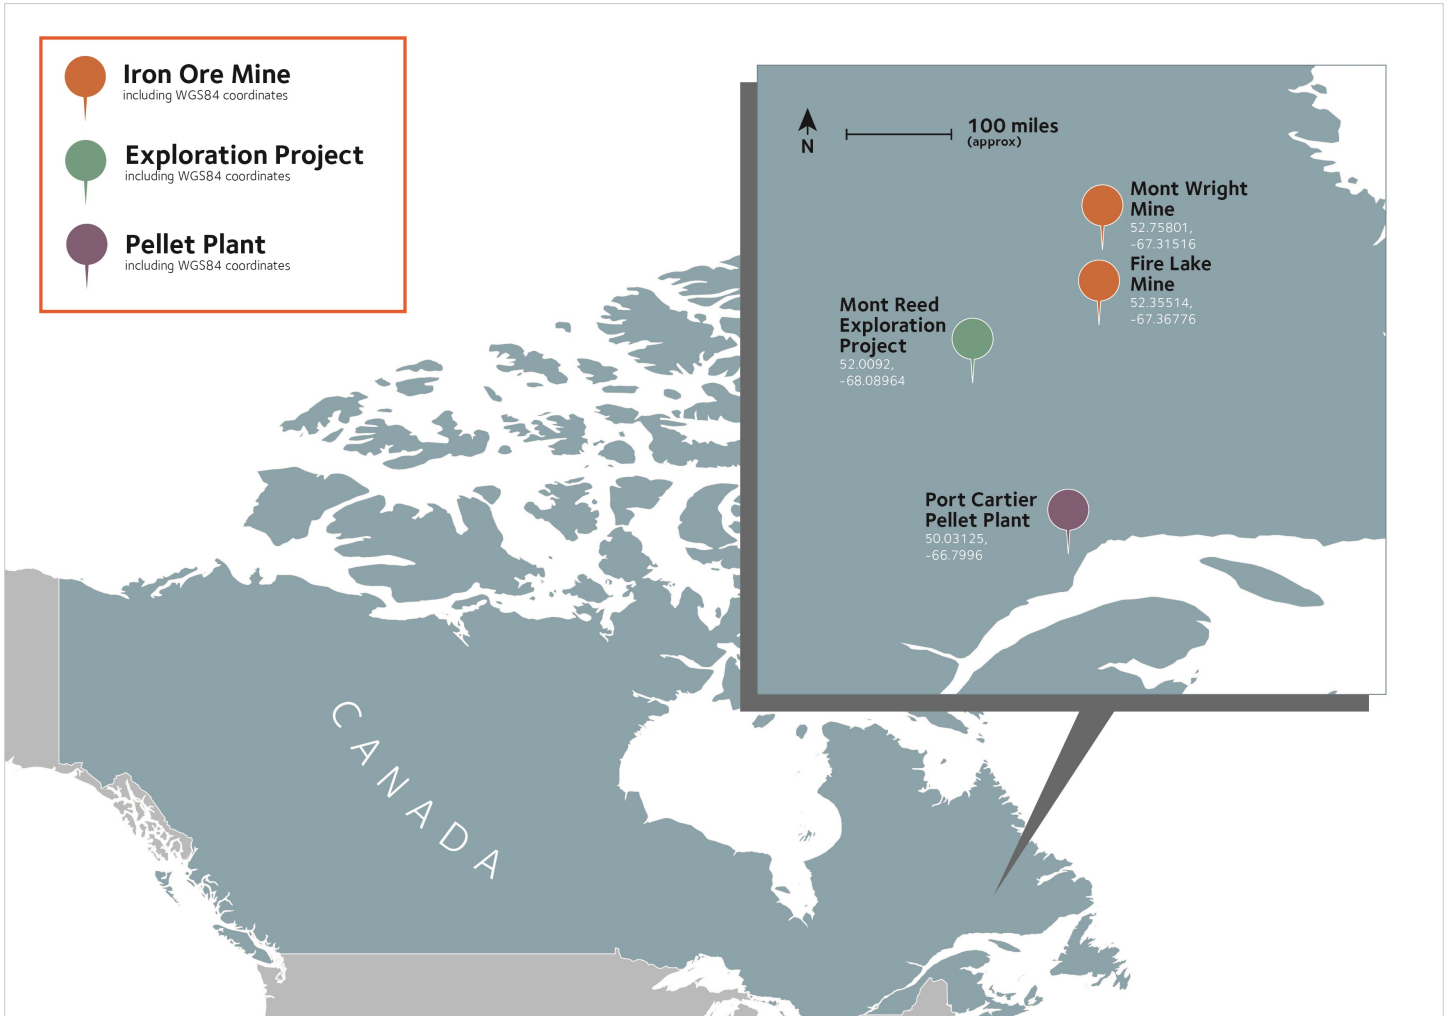 Iron Ore Mine
including WGS84 coordinates
Exploration Project
including WGS84 coordinates
Pellet Plant
including WGS84 coordinates
N
100 miles
(approx)
Mont Wright
Mine
52.75801,
-67.31516
Fire Lake
Mine
52.35514,
-67.36776
Mont Reed
Exploration
Project
52.0092,
-68.08964
Port Cartier
Pellet Plant
50.03125,
-66.7996
CANADA